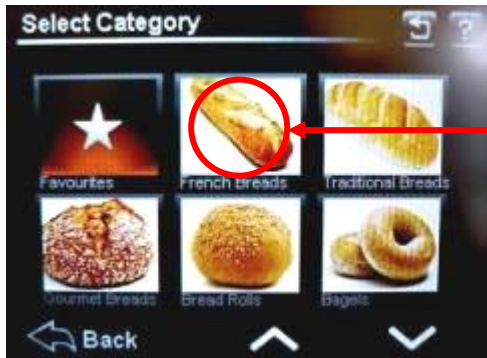 Select Category
?
Favourites
French Breads
Traditional Breads
Gourmet Breads
Bread Rolls
Bagels
Back